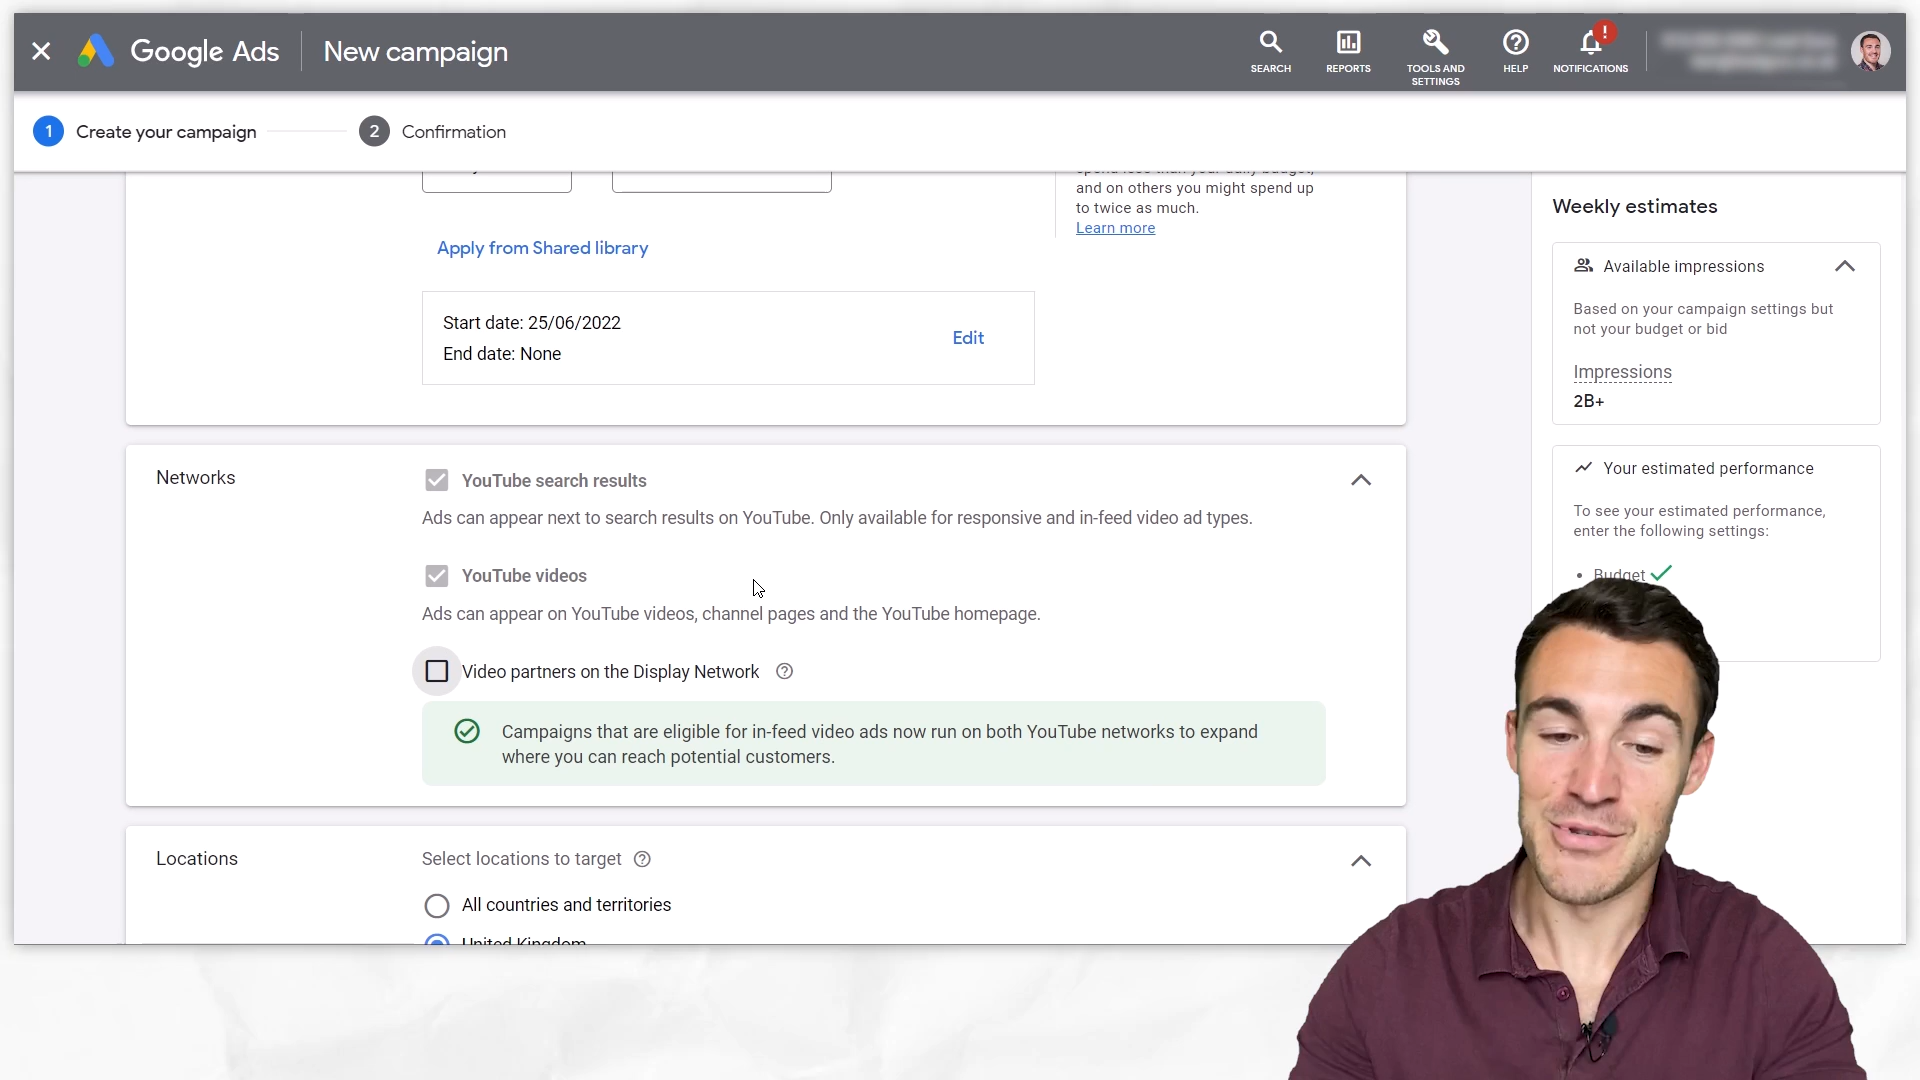 Google Ads
New campaign
SEARCH
REPORTS
TOOLS AND
SETTINGS
HELP
!
NOTIFICATIONS
1
Create your campaign
2
Confirmation
spend less than your daily budget,
and on others you might spend up
to twice as much.
Learn more
Apply from Shared library
Start date: 25/06/2022
End date: None
Edit
Networks
YouTube search results
Ads can appear next to search results on YouTube. Only available for responsive and in-feed video ad types.
YouTube videos
Ads can appear on YouTube videos, channel pages and the YouTube homepage.
Video partners on the Display Network
Campaigns that are eligible for in-feed video ads now run on both YouTube networks to expand
where you can reach potential customers.
Locations
Select locations to target
All countries and territories
United Kingdom
Weekly estimates
Available impressions
Based on your campaign settings but
not your budget or bid
Impressions
2B+
Your estimated performance
To see your estimated performance,
enter the following settings:
• Budget